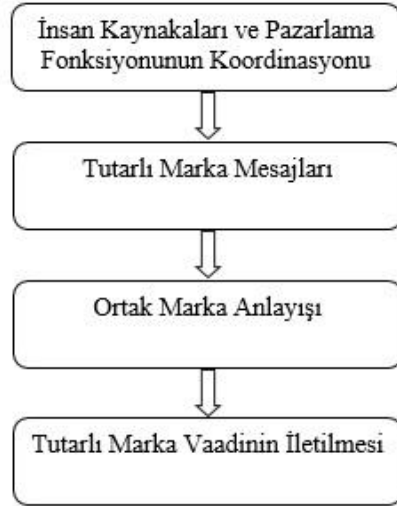 İnsan Kaynakaları ve Pazarlama
Fonksiyonunun Koordinasyonu
Tutarlı Marka Mesajları
Ortak Marka Anlayışı
Tutarlı Marka Vaadinin İletilmesi